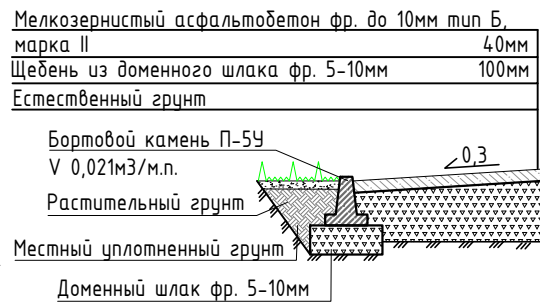 Мелкозернистый асфальтобетон фр. до 10мм тип Б,
марка II 40мм
Щебень из доменного шлака фр. 5-10мм 100мм
Естественный грунт
Бортовой камень П-5У
V 0,021м3/м.п.
0,3
Растительный грунт
Местный уплотненный грунт
Доменный шлак фр. 5-10мм